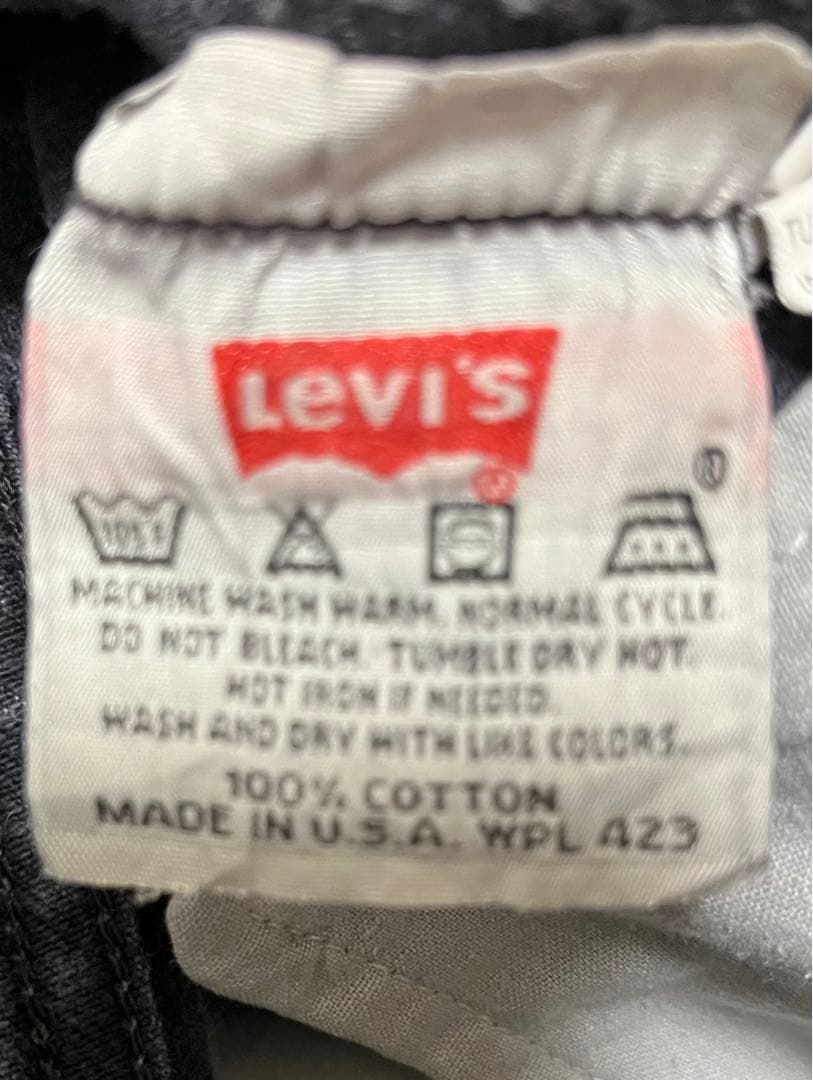 Levi's
®
105 F
MACHINE WASH WARM, NORMAL CYCLE.
DO NOT BLEACH. TUMBLE DRY HOT.
HOT IRON IF NEEDED.
WASH AND DRY WITH LIKE COLORS.
100% COTTON
MADE IN U.S.A. WPL 423
TU